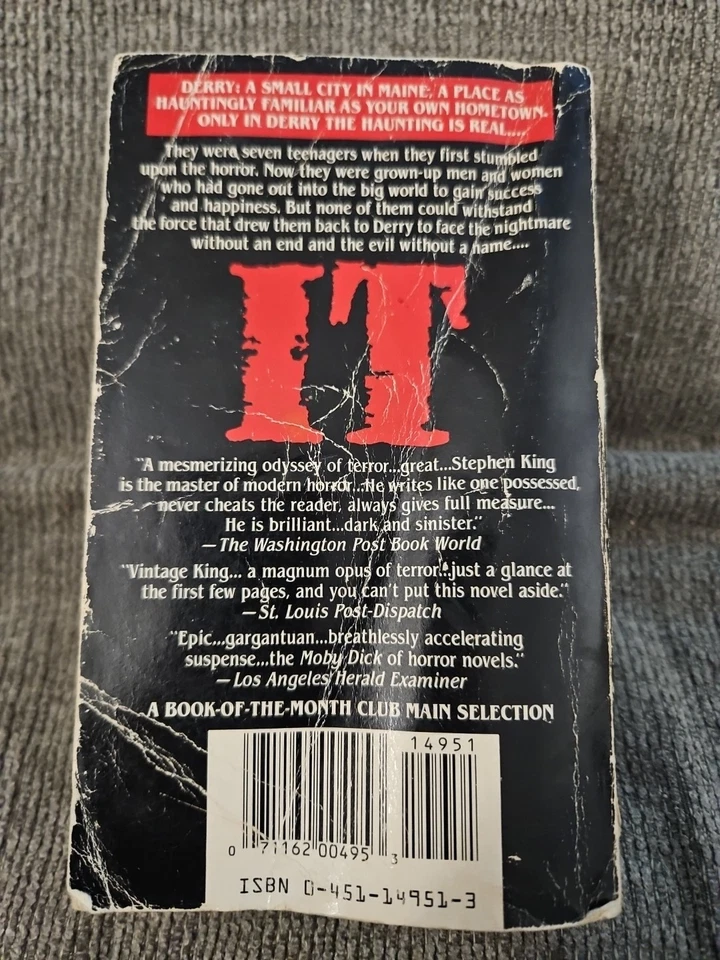 DERRY: A SMALL CITY IN MAINE, A PLACE AS
HAUNTINGLY FAMILIAR AS YOUR OWN HOMETOWN.
ONLY IN DERRY THE HAUNTING IS REAL....
They were seven teenagers when they first stumbled
upon the horror. Now they were grown-up men and women
who had gone out into the big world to gain success
and happiness. But none of them could withstand
the force that drew them back to Derry to face the nightmare
without an end and the evil without a name....
IT
"A mesmerizing odyssey of terror...great...Stephen King
is the master of modern horror...He writes like one possessed,
never cheats the reader, always gives full measure...
He is brilliant...dark and sinister."
—The Washington Post Book World
"Vintage King... a magnum opus of terror...just a glance at
the first few pages, and you can't put this novel aside."
—St. Louis Post-Dispatch
"Epic...gargantuan...breathlessly accelerating
suspense...the Moby Dick of horror novels."
—Los Angeles Herald Examiner
A BOOK-OF-THE-MONTH CLUB MAIN SELECTION
14951
0 71162 00495 3
ISBN 0-451-14951-3